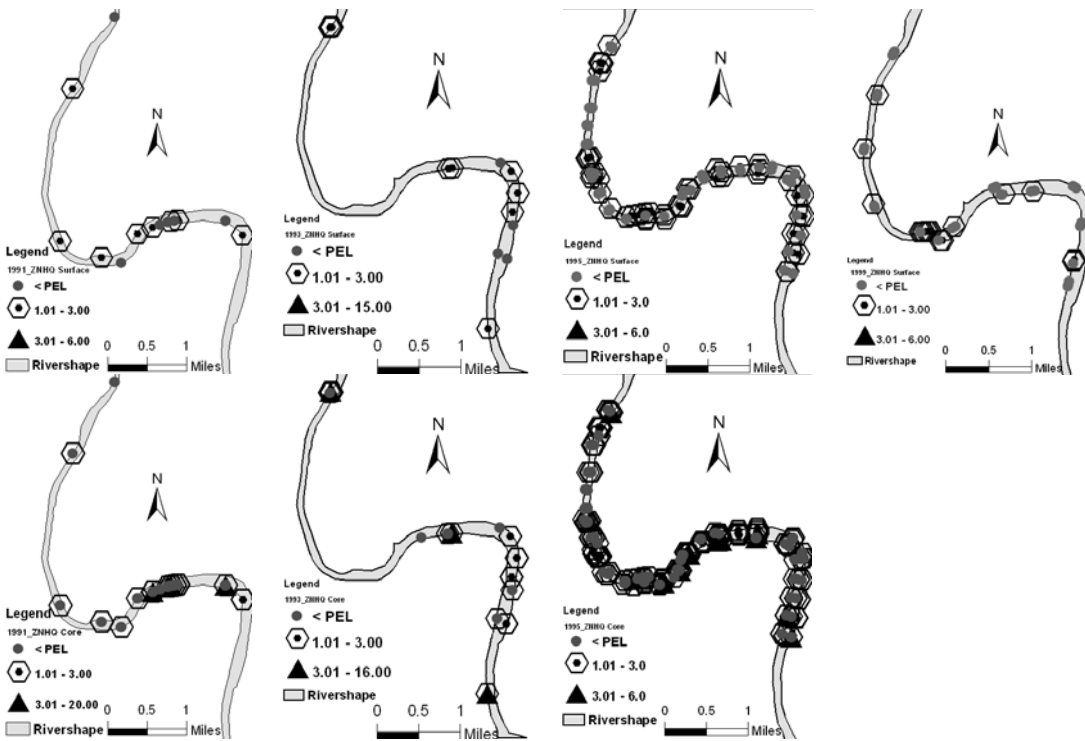 N
Legend
1991_ZNHQ Surface
< PEL
1.01 - 3.00
3.01 - 6.00
Rivershape
0 0.5 1
Miles
N
Legend
1993_ZNHQ Surface
< PEL
1.01 - 3.00
3.01 - 15.00
Rivershape
0 0.5 1
Miles
N
Legend
1995_ZNHQ Surface
< PEL
1.01 - 3.0
3.01 - 6.0
Rivershape
0 0.5 1
Miles
N
Legend
1999_ZNHQ Surface
< PEL
1.01 - 3.00
3.01 - 6.00
Rivershape
0 0.5 1
Miles
N
Legend
1991_ZNHQ Core
< PEL
1.01 - 3.00
3.01 - 20.00
Rivershape
0 0.5 1
Miles
N
Legend
1993_ZNHQ Core
< PEL
1.01 - 3.00
3.01 - 16.00
Rivershape
0 0.5 1
Miles
N
Legend
1995_ZNHQ Core
< PEL
1.01 - 3.0
3.01 - 6.0
Rivershape
0 0.5 1
Miles